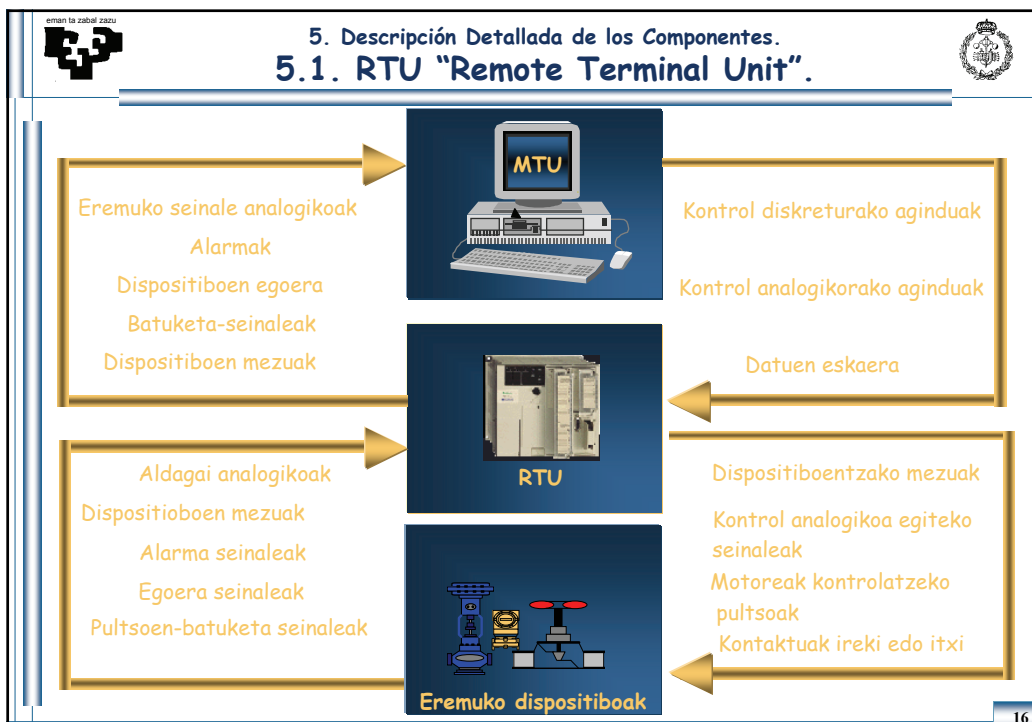 eman ta zabal zazu
5. Descripción Detallada de los Componentes.
5.1. RTU “Remote Terminal Unit”.
MTU
Eremuko seinale analogikoak
Alarmak
Dispositiboen egoera
Batuketa-seinaleak
Dispositiboen mezuak
Kontrol diskreturako aginduak
Kontrol analogikorako aginduak
Datuen eskaera
RTU
Aldagai analogikoak
Dispositioboen mezuak
Alarma seinaleak
Egoera seinaleak
Pultsoen-batuketa seinaleak
Dispositiboentzako mezuak
Kontrol analogikoa egiteko
seinaleak
Motoreak kontrolatzeko
pultsoak
Kontaktuak ireki edo itxi
Eremuko dispositiboak
16